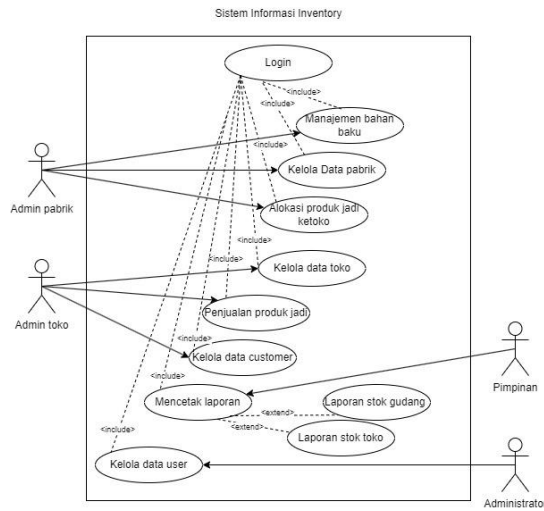 Sistem Informasi Inventory
Login
<include>
<include>
Manajemen bahan
baku
<include>
Kelola Data pabrik
Admin pabrik
Alokasi produk jadi
ketoko
<include>
Kelola data toko
Admin toko
Penjualan produk jadi
<include>
Kelola data customer
<include>
Pimpinan
Mencetak laporan
<extend>
Laporan stok gudang
<extend>
Laporan stok toko
<include>
Kelola data user
Administrator